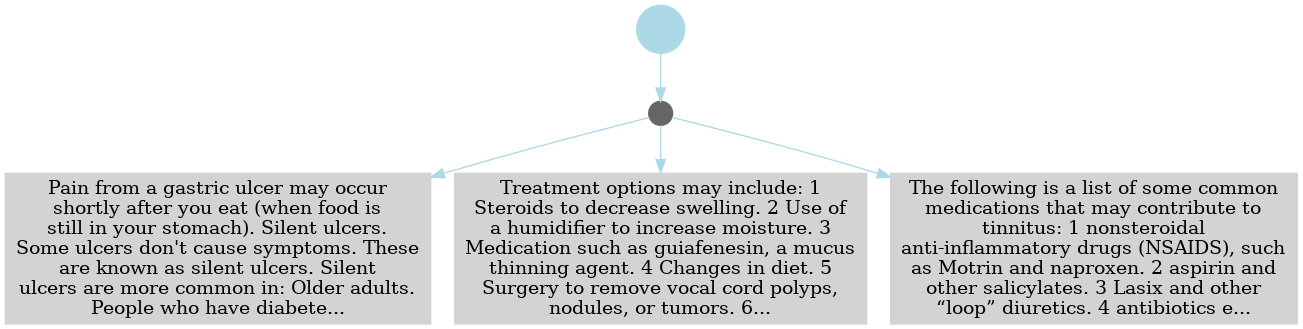 Pain from a gastric ulcer may occur
shortly after you eat (when food is
still in your stomach). Silent ulcers.
Some ulcers don't cause symptoms. These
are known as silent ulcers. Silent
ulcers are more common in: Older adults.
People who have diabete...
Treatment options may include: 1
Steroids to decrease swelling. 2 Use of
a humidifier to increase moisture. 3
Medication such as guiafenesin, a mucus
thinning agent. 4 Changes in diet. 5
Surgery to remove vocal cord polyps,
nodules, or tumors. 6...
The following is a list of some common
medications that may contribute to
tinnitus: 1 nonsteroidal
anti-inflammatory drugs (NSAIDS), such
as Motrin and naproxen. 2 aspirin and
other salicylates. 3 Lasix and other
“loop” diuretics. 4 antibiotics e...